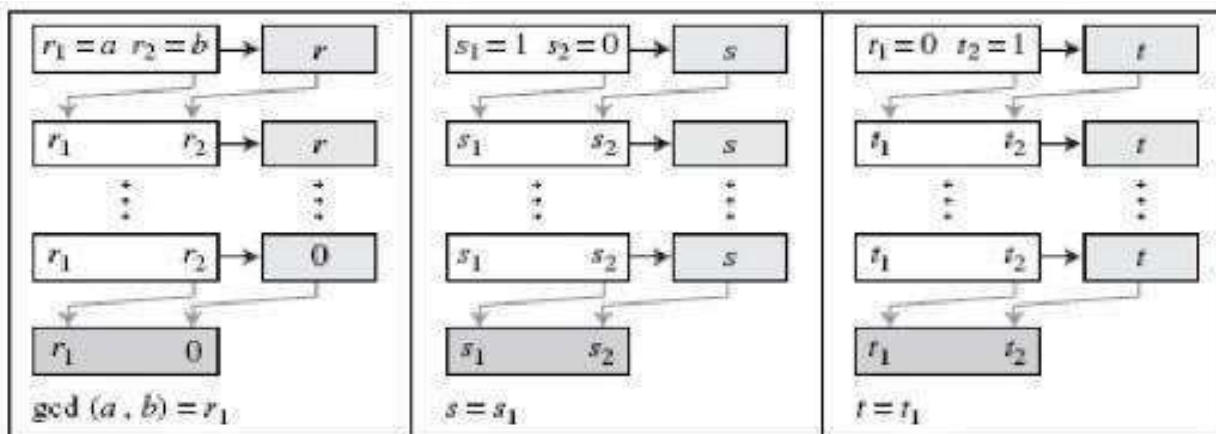 r₁ = a r₂ = b r
r₁ r₂ r
r₁ r₂ 0
r₁ 0
gcd (a , b) = r₁
s₁ = 1 s₂ = 0 s
s₁ s₂ s
s₁ s₂ s
s₁ s₂
s = s₁
t₁ = 0 t₂ = 1 t
t₁ t₂ t
t₁ t₂ t
t₁ t₂
t = t₁